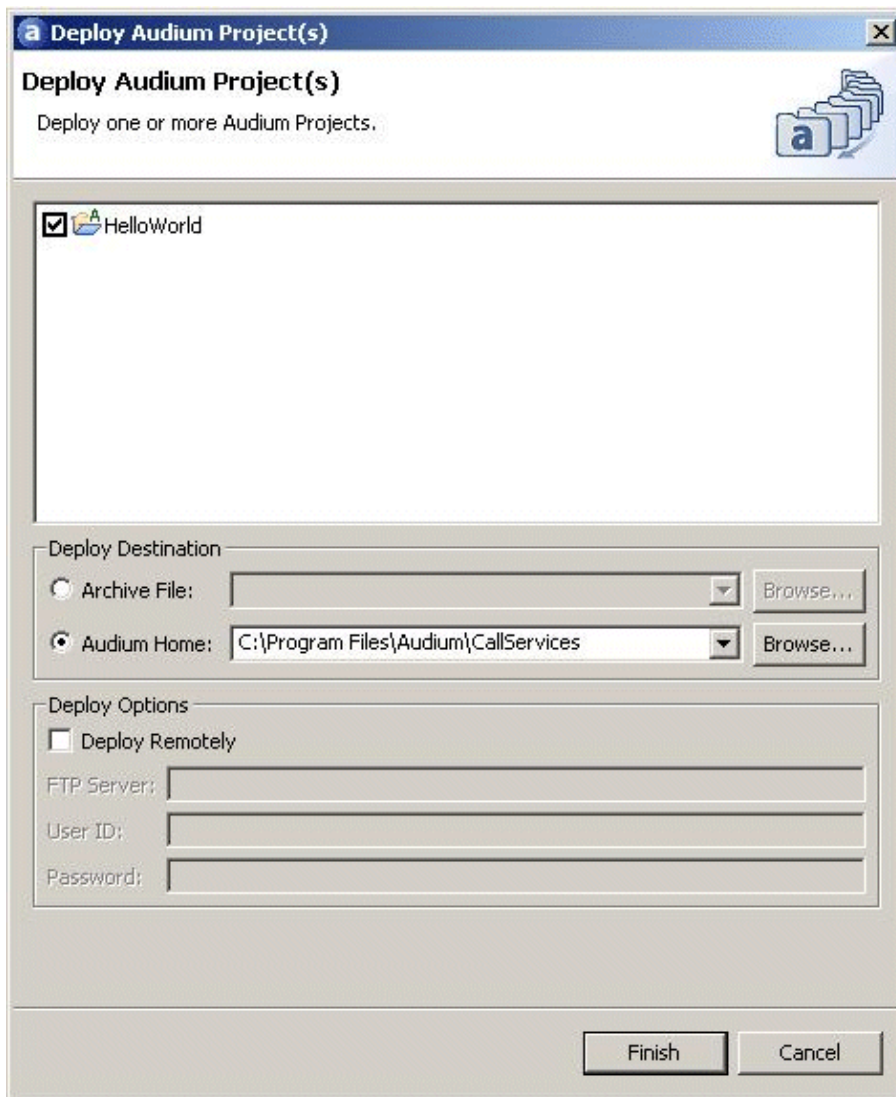 a Deploy Audium Project(s)
Deploy Audium Project(s)
Deploy one or more Audium Projects.
a
A HelloWorld
Deploy Destination
Archive File: Browse...
Audium Home: C:\Program Files\Audium\CallServices Browse...
Deploy Options
Deploy Remotely
FTP Server:
User ID:
Password:
Finish Cancel